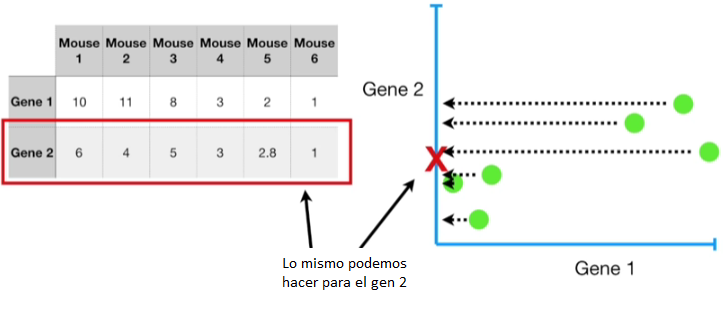 Mouse Mouse Mouse Mouse Mouse Mouse
1 2 3 4 5 6
Gene 1 10 11 8 3 2 1
Gene 2 6 4 5 3 2.8 1
Gene 2
X
Gene 1
Lo mismo podemos
hacer para el gen 2